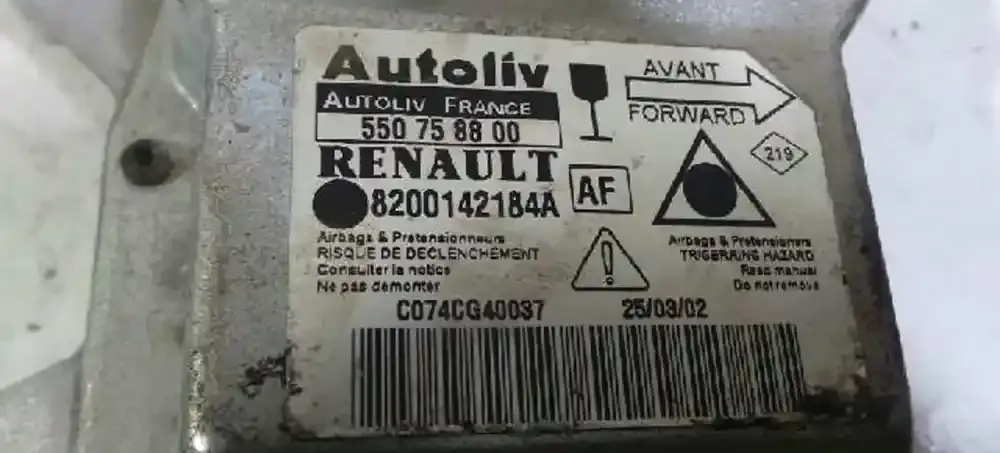 Autoliv
AUTOLIV FRANCE
550 75 88 00
RENAULT
8200142184A
AF
AVANT
FORWARD
219
Airbags & Pretensionneurs
RISQUE DE DECLENCHEMENT
Consulter la notice
Ne pas demonter
Airbags & Pretensioners
TRIGERRING HAZARD
Read manual
Do not remove
C074CG40037
25/03/02